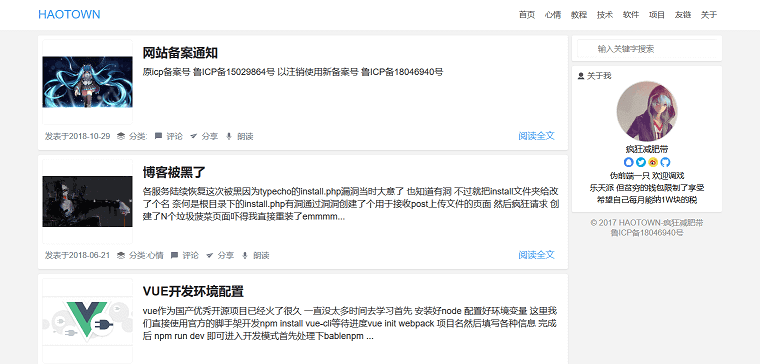 HAOTOWN
首页 心情 教程 技术 软件 项目 友链 关于
网站备案通知
原icp备案号 鲁ICP备15029864号 以汪销使用新备案号 鲁ICP备18046940号
发表于2018-10-29 分类: 评论 分享 朗读
阅读全文
博客被黑了
各服务陆续恢复这次被黑因为typecho的install.php漏洞当时大意了 也知道有洞 不过就把install文件夹给改
了个名 奈何是根目录下的install.php有洞通过洞洞创建了个用于接收post上传文件的页面 然后疯狂请求 创
建了N个垃圾菠菜页面吓得我直接重装了emmmm...
发表于2018-06-21 分类:心情 评论 分享 朗读
阅读全文
VUE开发环境配置
vue作为国产优秀开源项目已经火了很久 一直没太多时间去学习首先 安装好node 配置好环境变量 这里我
们直接使用官方的脚手架开发npm install vue-cli等待进度vue init webpack 项目名然后填写各种信息 完成
后 npm run dev 即可进入开发模式首先处理下bablenpm ...
输入关键字搜索
关于我
疯狂减肥带
伪前端一只 欢迎调戏
乐天派 但贫穷的钱包限制了享受
希望自己每月能纳1W块的税
© 2017 HAOTOWN-疯狂减肥带
鲁ICP备18046940号